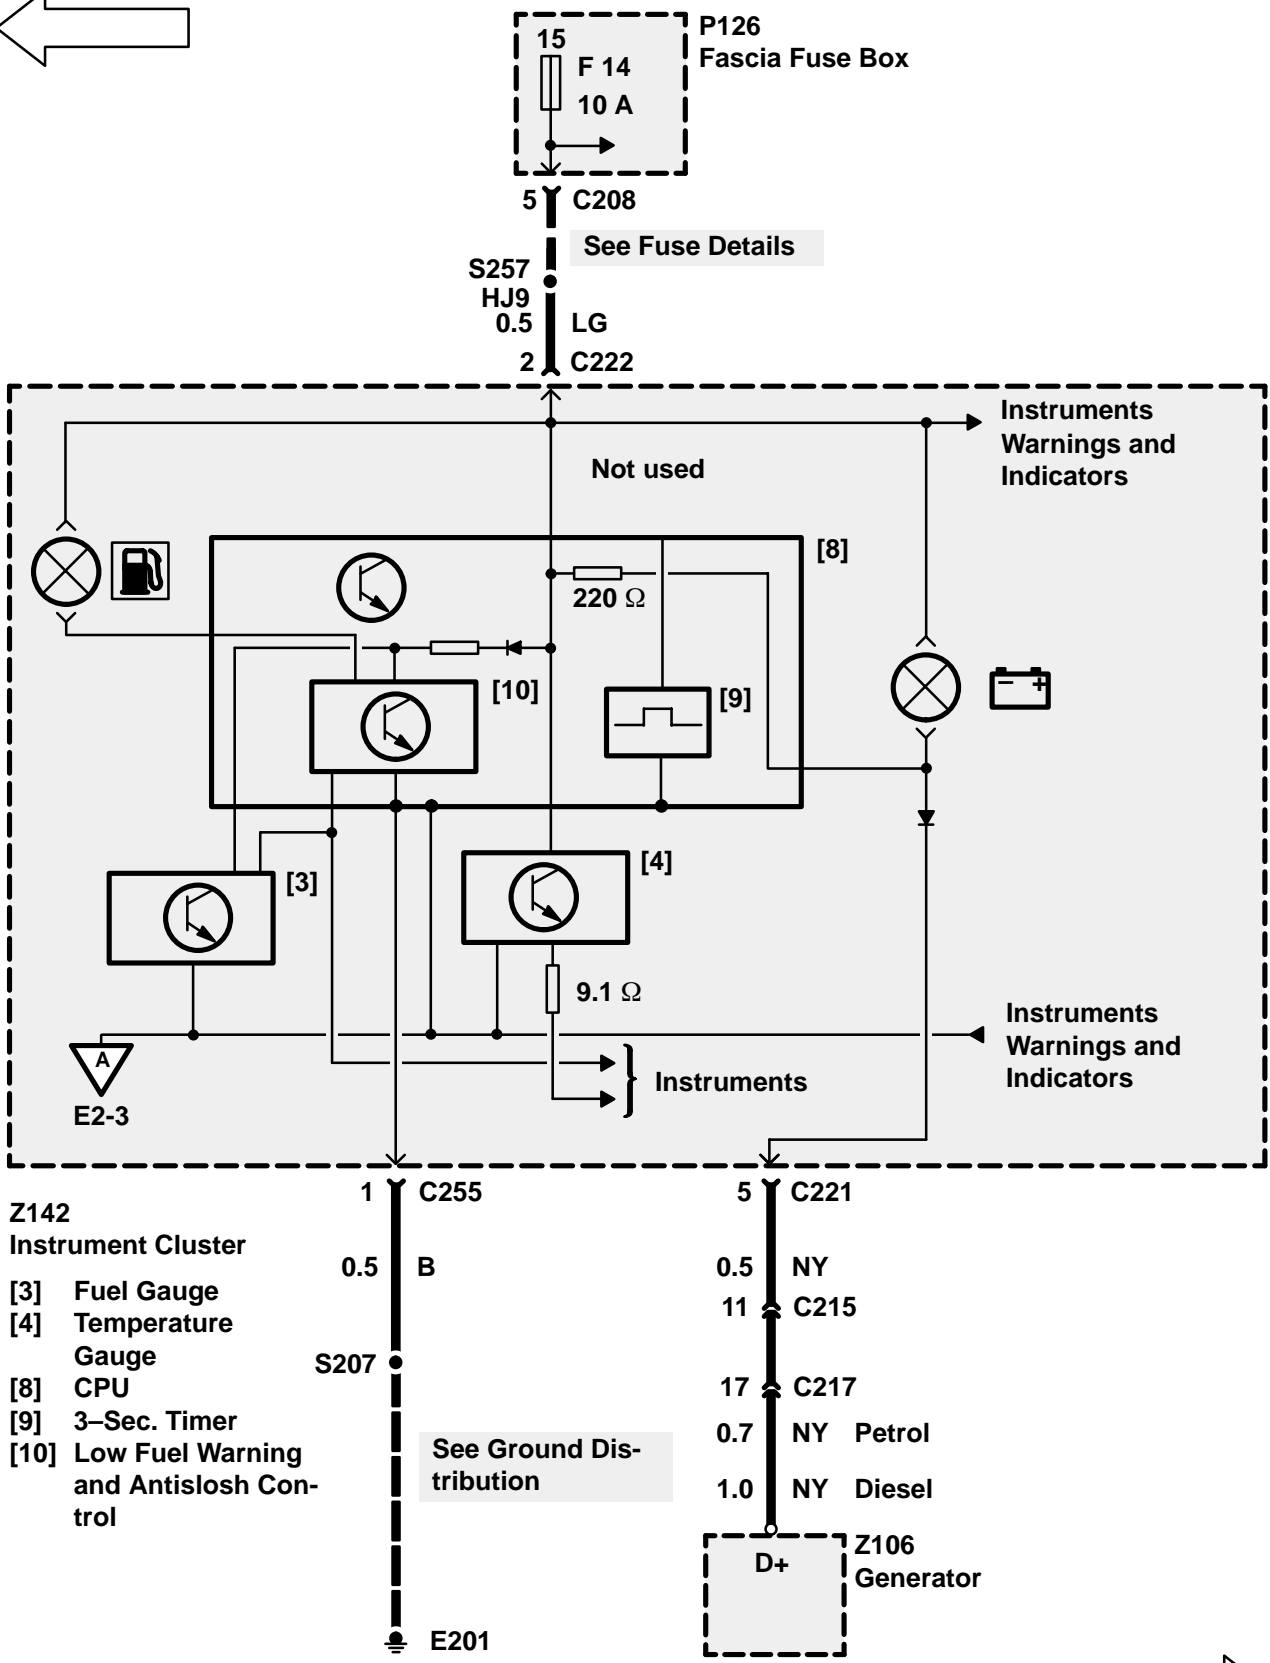 P126
Fascia Fuse Box
15
F 14
10 A
5 C208
See Fuse Details
S257
HJ9
0.5 LG
2 C222
Instruments
Warnings and
Indicators
Not used
[8]
220 Ω
[10]
[9]
− +
[3]
[4]
9.1 Ω
Instruments
Warnings and
Indicators
A
E2-3
Instruments
1 C255
5 C221
Z142
Instrument Cluster
0.5 B
0.5 NY
[3] Fuel Gauge
11 C215
[4] Temperature
Gauge
S207
[8] CPU
17 C217
[9] 3–Sec. Timer
0.7 NY Petrol
[10] Low Fuel Warning
and Antislosh Con-
trol
See Ground Dis-
tribution
1.0 NY Diesel
D+
Z106
Generator
E201